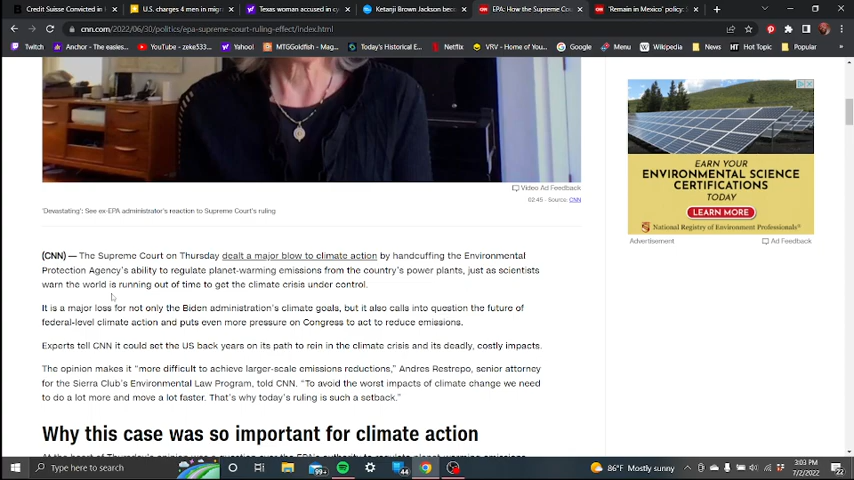 Credit Suisse Convicted in
U.S. charges 4 men in migra
Texas woman accused of in cy
Ketanji Brown Jackson beco
EPA: How the Supreme Cou
'Remain in Mexico' policy: S
cnn.com/2022/06/30/politics/epa-supreme-court-ruling-effect/index.html
Twitch
Anchor - The easies...
YouTube - zeke533...
Yahoo!
MTGGoldfish - Mag...
Today's Historical E...
Netflix
VRV - Home of You...
Google
Menu
Wikipedia
News
Hot Topic
Popular
EARN YOUR
ENVIRONMENTAL SCIENCE
CERTIFICATIONS
TODAY
LEARN MORE
National Registry of Environment Professionals®
Advertisement
Ad Feedback
Video Ad Feedback
02:45 - Source: CNN
'Devastating': See ex-EPA administrator's reaction to Supreme Court's ruling
(CNN) — The Supreme Court on Thursday dealt a major blow to climate action by handcuffing the Environmental
Protection Agency's ability to regulate planet-warming emissions from the country's power plants, just as scientists
warn the world is running out of time to get the climate crisis under control.
It is a major loss for not only the Biden administration's climate goals, but it also calls into question the future of
federal-level climate action and puts even more pressure on Congress to act to reduce emissions.
Experts tell CNN it could set the US back years on its path to rein in the climate crisis and its deadly, costly impacts.
The opinion makes it "more difficult to achieve larger-scale emissions reductions," Andres Restrepo, senior attorney
for the Sierra Club's Environmental Law Program, told CNN. "To avoid the worst impacts of climate change we need
to do a lot more and move a lot faster. That's why today's ruling is such a setback."
Why this case was so important for climate action
Type here to search
99+
44
86°F Mostly sunny
3:03 PM
7/2/2022
22